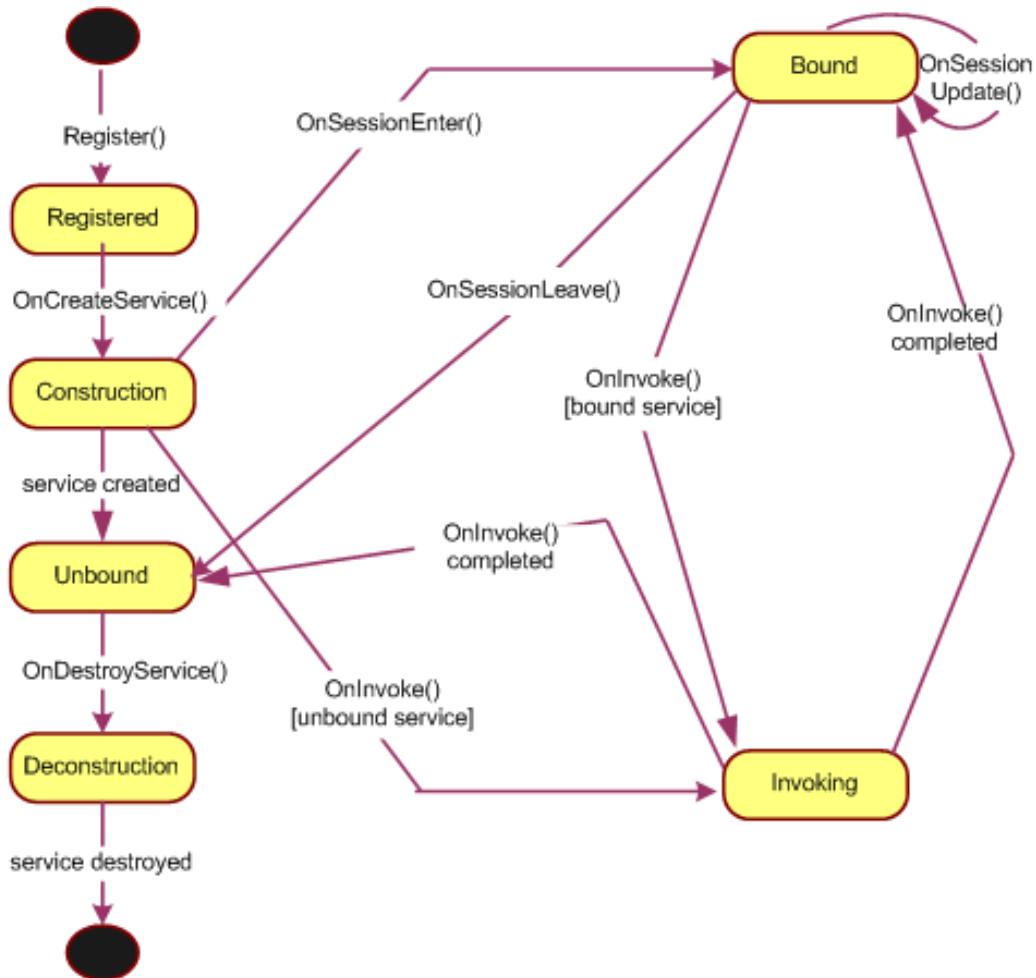 Bound
OnSession
Update()
Register()
OnSessionEnter()
Registered
OnCreateService()
OnSessionLeave()
OnInvoke()
completed
Construction
OnInvoke()
[bound service]
service created
OnInvoke()
completed
Unbound
OnDestroyService()
OnInvoke()
[unbound service]
Deconstruction
Invoking
service destroyed